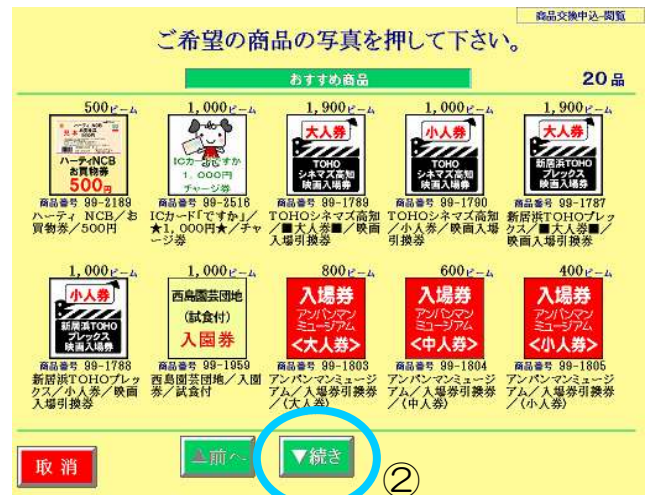 商品交換申込-閲覧
ご希望の商品の写真を押して下さい。
おすすめ商品
20品
500ピーム
1,000ピーム
1,900ピーム
1,000ピーム
1,900ピーム
見本
ハーティNCB
お買物券
500円
ICカードですか
1,000円
チャージ券
大人券
TOHO
シネマズ高知
映画入場券
小人券
TOHO
シネマズ高知
映画入場券
大人券
新居浜TOHO
プレックス
映画入場券
商品番号 99-2189
商品番号 99-2516
商品番号 99-1789
商品番号 99-1790
商品番号 99-1787
ハーティ NCB/お
買物券/500円
ICカード「ですか」/
★1,000円★/チャ
ージ券
TOHOシネマズ高知
/■大人券■/映画
入場引換券
TOHOシネマズ高知
/小人券/映画入場
引換券
新居浜TOHOプレッ
クス/■大人券■/
映画入場引換券
1,000ピーム
1,000ピーム
800ピーム
600ピーム
400ピーム
小人券
新居浜TOHO
プレックス
映画入場券
西島園芸団地
(試食付)
入園券
入場券
アンパンマン
ミュージアム
<大人券>
入場券
アンパンマン
ミュージアム
<中人券>
入場券
アンパンマン
ミュージアム
<小人券>
商品番号 99-1788
商品番号 99-1959
商品番号 99-1803
商品番号 99-1804
商品番号 99-1805
新居浜TOHOプレッ
クス/小人券/映画
入場引換券
西島園芸団地/入園
券/試食付
アンパンマンミュージ
アム/入場券引換券
/(大人券)
アンパンマンミュージ
アム/入場券引換券
/(中人券)
アンパンマンミュージ
アム/入場券引換券
/(小人券)
取消
▲前へ
▼続き
②